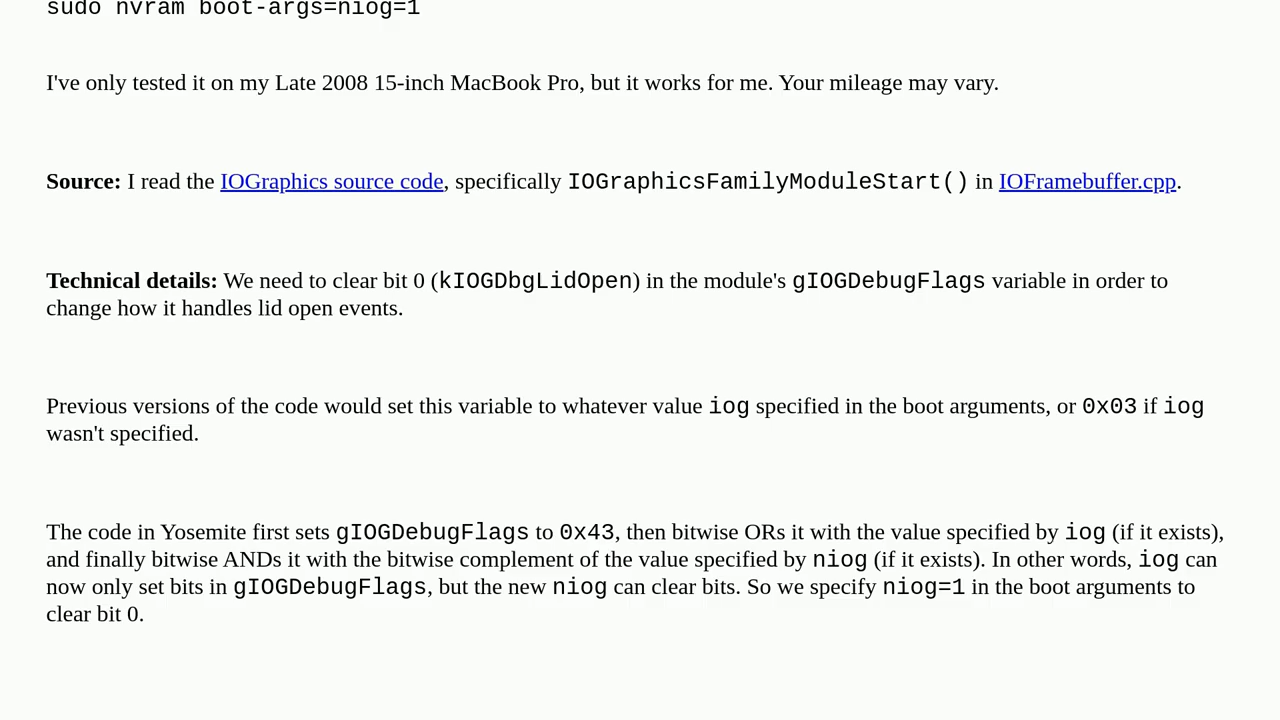 sudo nvram boot-args=niog=1
I've only tested it on my Late 2008 15-inch MacBook Pro, but it works for me. Your mileage may vary.
Source: I read the IOGraphics source code, specifically IOGraphicsFamilyModuleStart() in IOFramebuffer.cpp.
Technical details: We need to clear bit 0 (kIOGDbgLidOpen) in the module's gIOGDebugFlags variable in order to
change how it handles lid open events.
Previous versions of the code would set this variable to whatever value iog specified in the boot arguments, or 0x03 if iog
wasn't specified.
The code in Yosemite first sets gIOGDebugFlags to 0x43, then bitwise ORs it with the value specified by iog (if it exists),
and finally bitwise ANDs it with the bitwise complement of the value specified by niog (if it exists). In other words, iog can
now only set bits in gIOGDebugFlags, but the new niog can clear bits. So we specify niog=1 in the boot arguments to
clear bit 0.